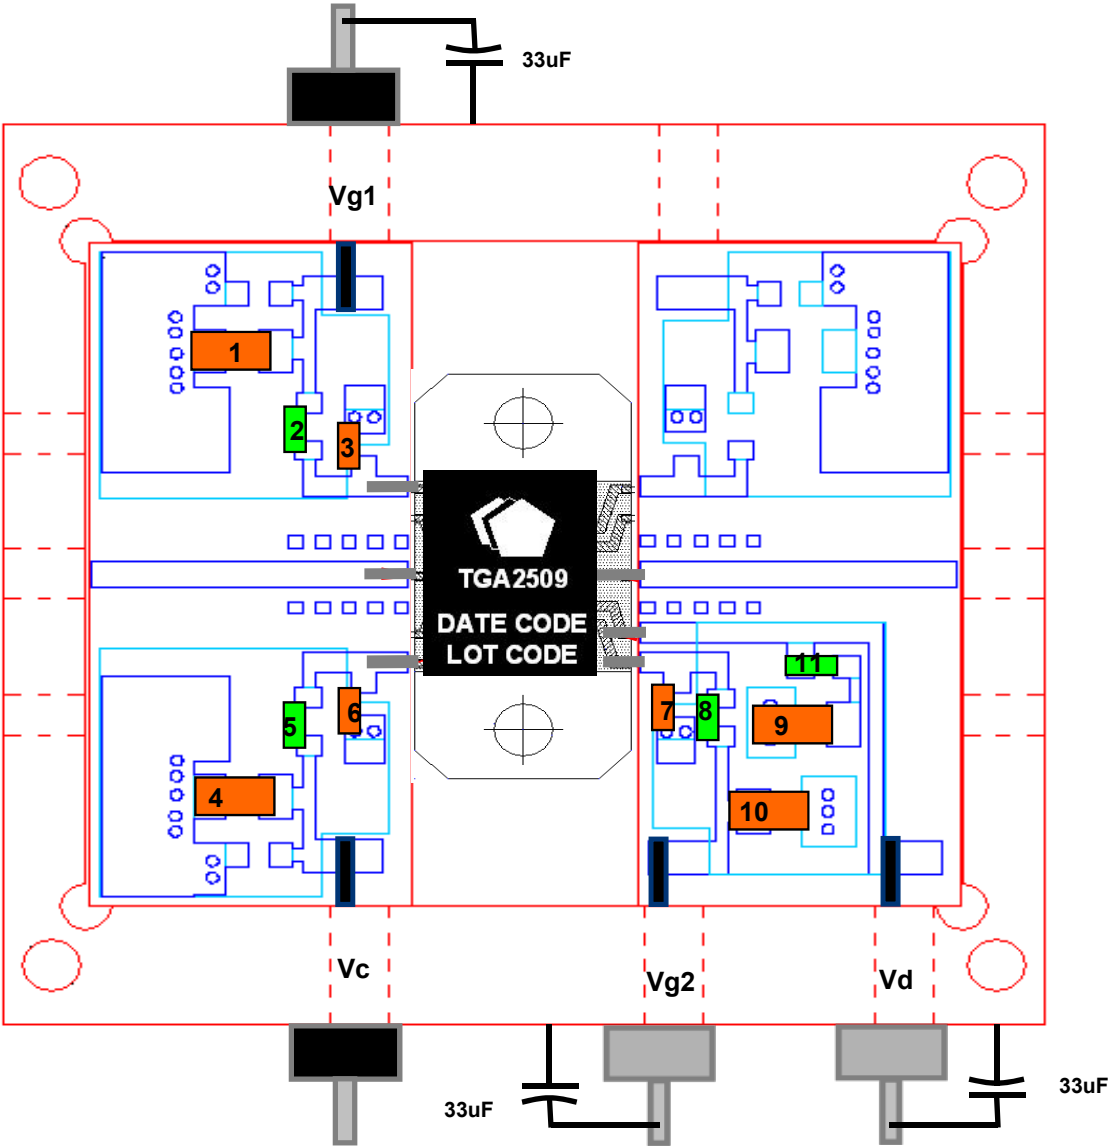 33uF
Vg1
1
2
3
TGA2509
DATE CODE
LOT CODE
11
5
6
7
8
9
4
10
Vc
Vg2
Vd
33uF
33uF